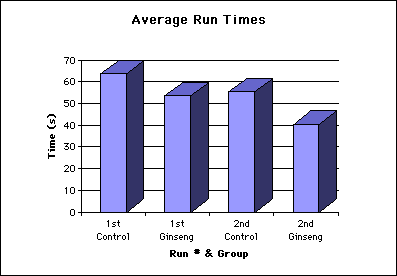 Average Run Times
70
60
50
40
30
20
10
0
Time (s)
1st Control
1st Ginseng
2nd Control
2nd Ginseng
Run # & Group